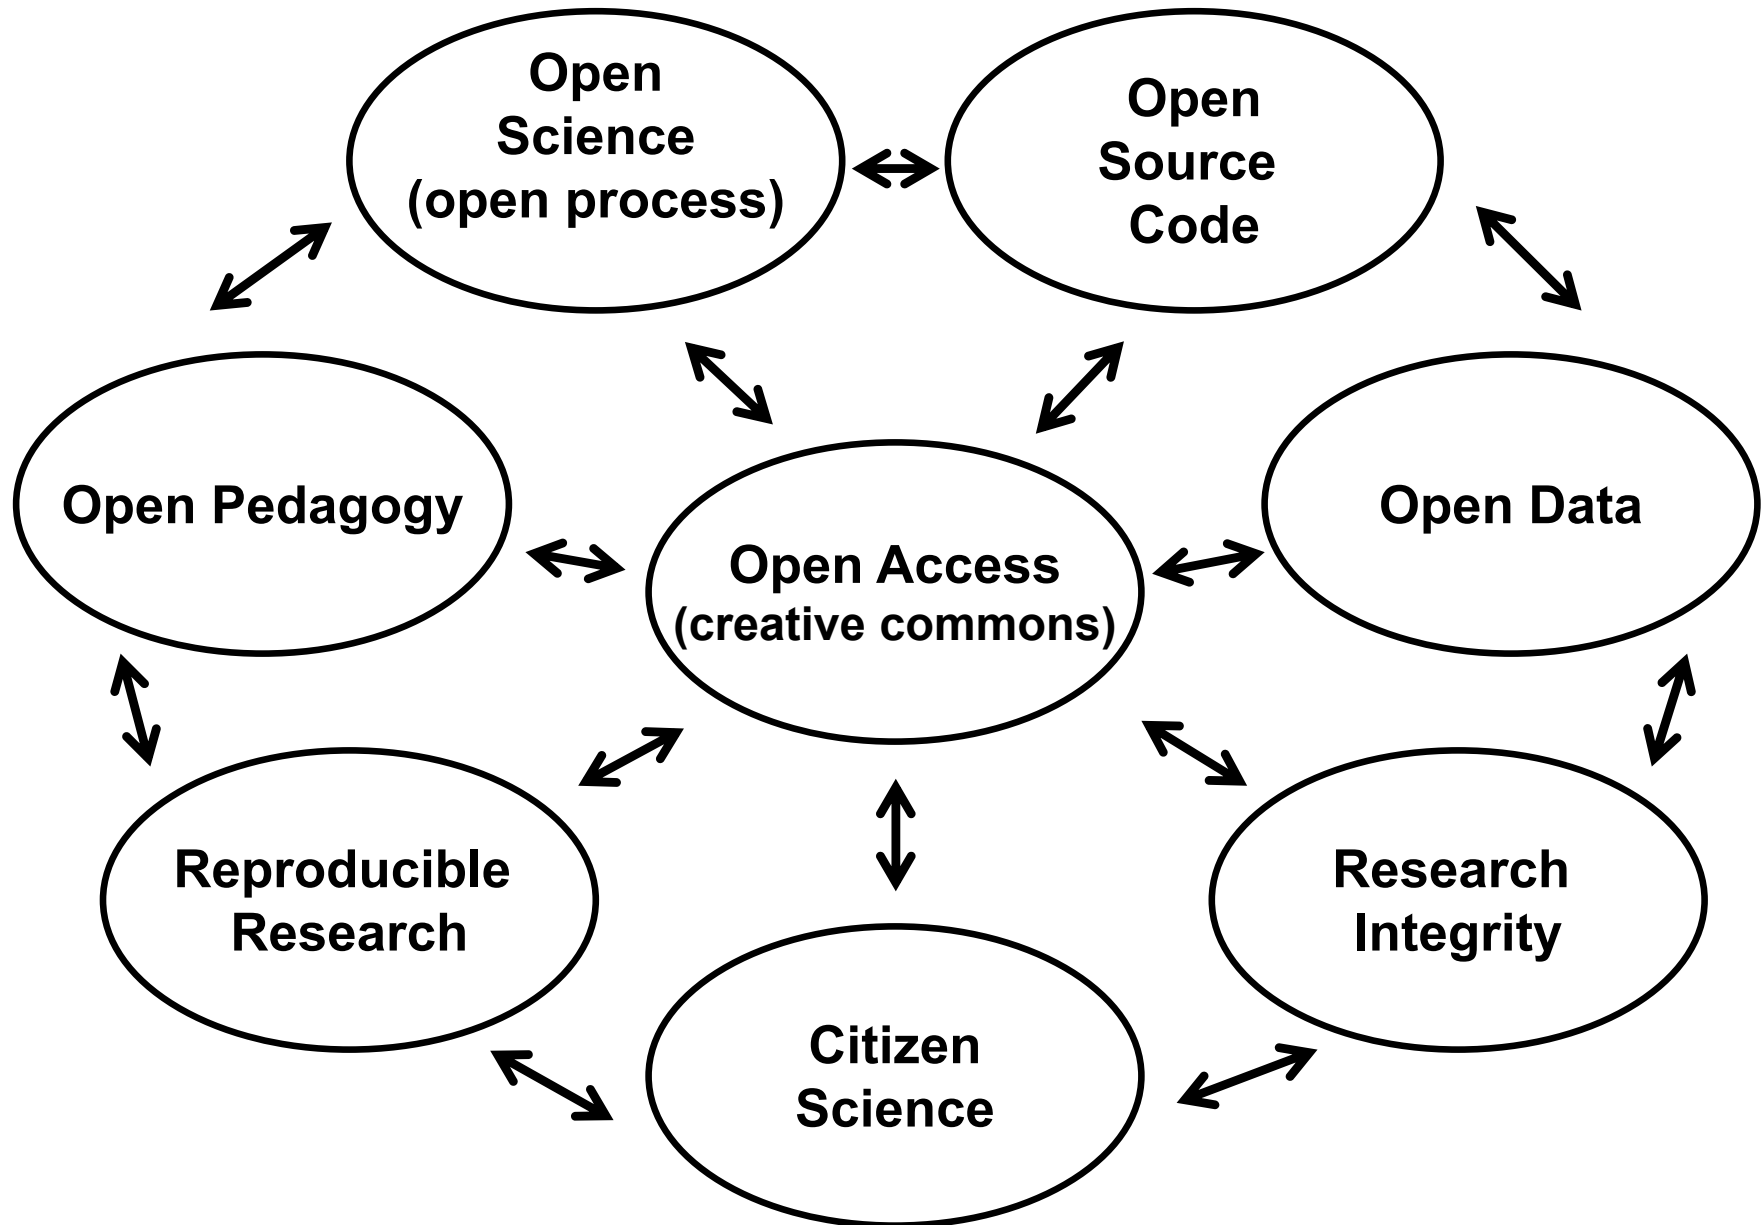 Open
Science
(open process)
Open
Source
Code
Open Pedagogy
Open Access
(creative commons)
Open Data
Reproducible
Research
Citizen
Science
Research
Integrity